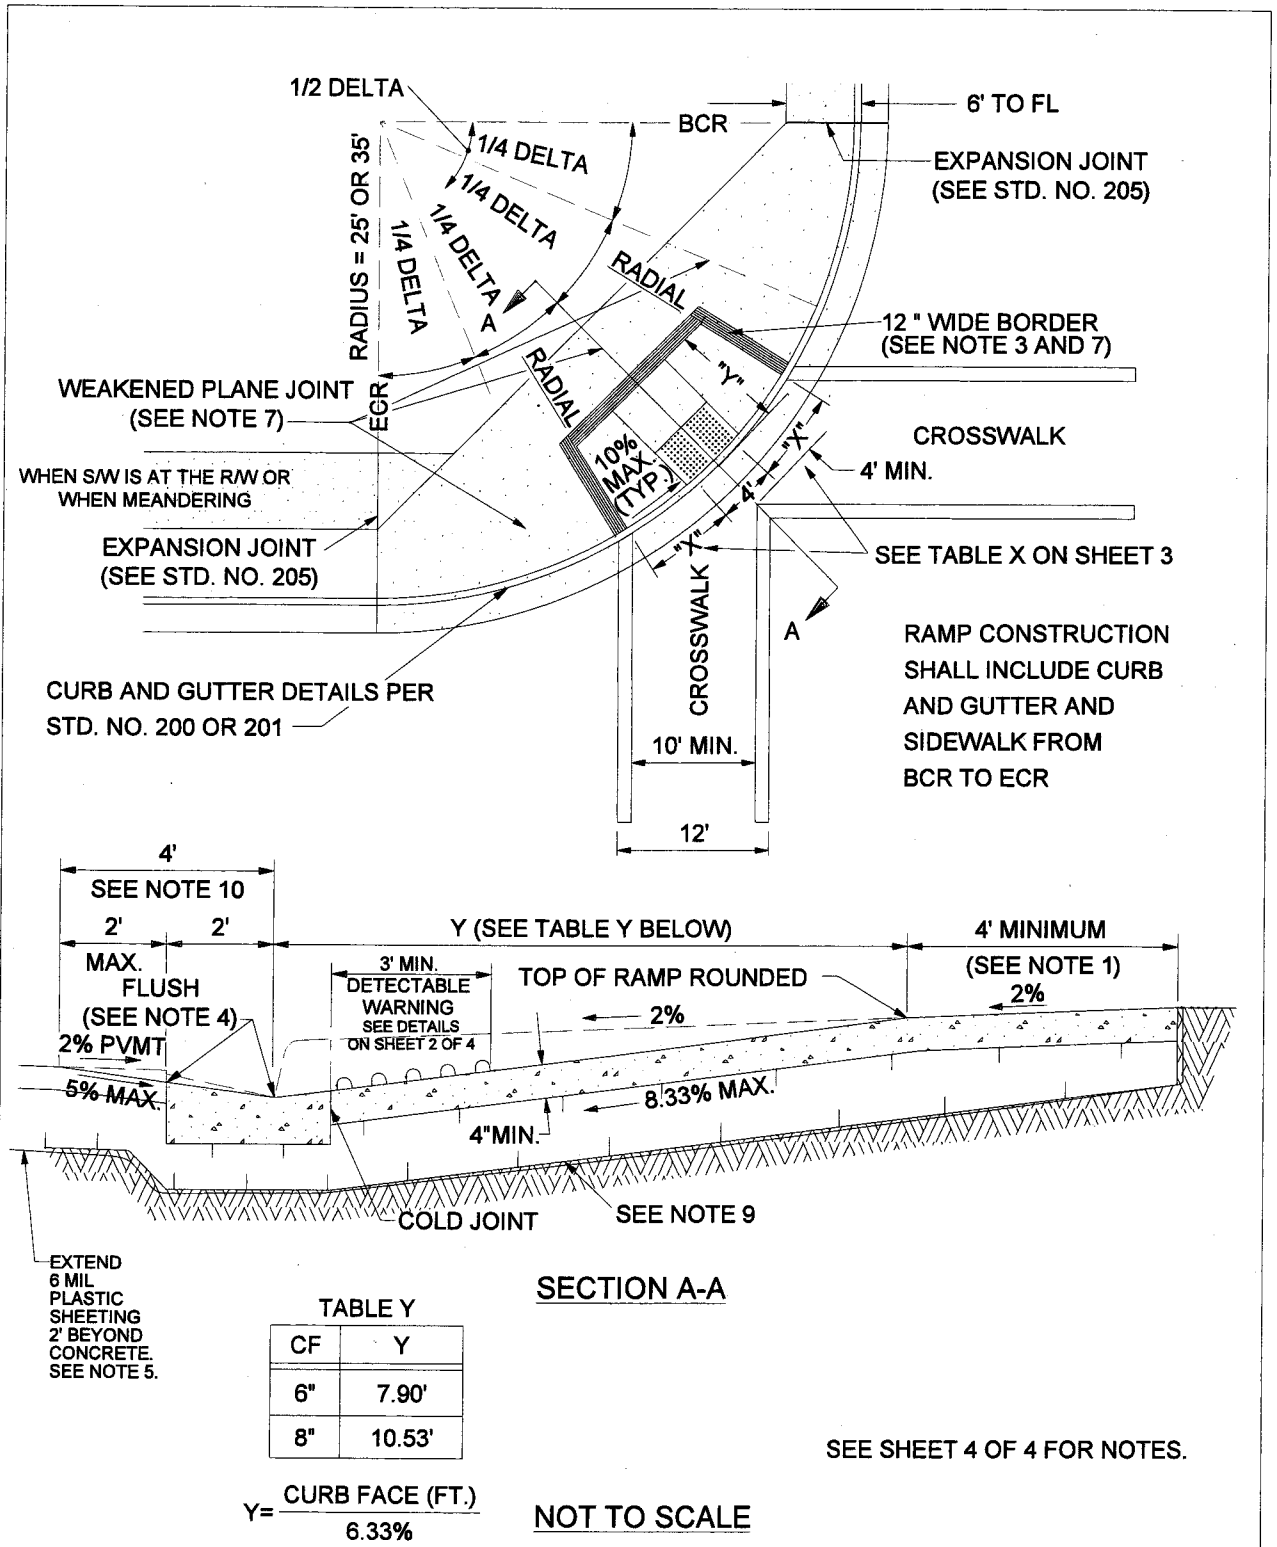 1/2 DELTA
BCR
6' TO FL
EXPANSION JOINT
(SEE STD. NO. 205)
1/4 DELTA
1/4 DELTA
1/4 DELTA
1/4 DELTA
RADIUS = 25' OR 35'
ECR
A
RADIAL
RADIAL
12 " WIDE BORDER
(SEE NOTE 3 AND 7)
"Y"
10%
MAX.
(TYP.)
WEAKENED PLANE JOINT
(SEE NOTE 7)
WHEN S/W IS AT THE R/W OR
WHEN MEANDERING
EXPANSION JOINT
(SEE STD. NO. 205)
CROSSWALK
"X"
4' MIN.
4'
"X"
SEE TABLE X ON SHEET 3
CROSSWALK
A
RAMP CONSTRUCTION
SHALL INCLUDE CURB
AND GUTTER AND
SIDEWALK FROM
BCR TO ECR
CURB AND GUTTER DETAILS PER
STD. NO. 200 OR 201
10' MIN.
12'
4'
SEE NOTE 10
2'
MAX.
2'
FLUSH
(SEE NOTE 4)
Y (SEE TABLE Y BELOW)
4' MINIMUM
(SEE NOTE 1)
2%
3' MIN.
DETECTABLE
WARNING
SEE DETAILS
ON SHEET 2 OF 4
TOP OF RAMP ROUNDED
2%
2% PVMT
5% MAX.
8.33% MAX.
4"MIN.
COLD JOINT
SEE NOTE 9
EXTEND
6 MIL
PLASTIC
SHEETING
2' BEYOND
CONCRETE.
SEE NOTE 5.
SECTION A-A
TABLE Y
CF Y
6" 7.90'
8" 10.53'
SEE SHEET 4 OF 4 FOR NOTES.
Y= CURB FACE (FT.)
6.33%
NOT TO SCALE